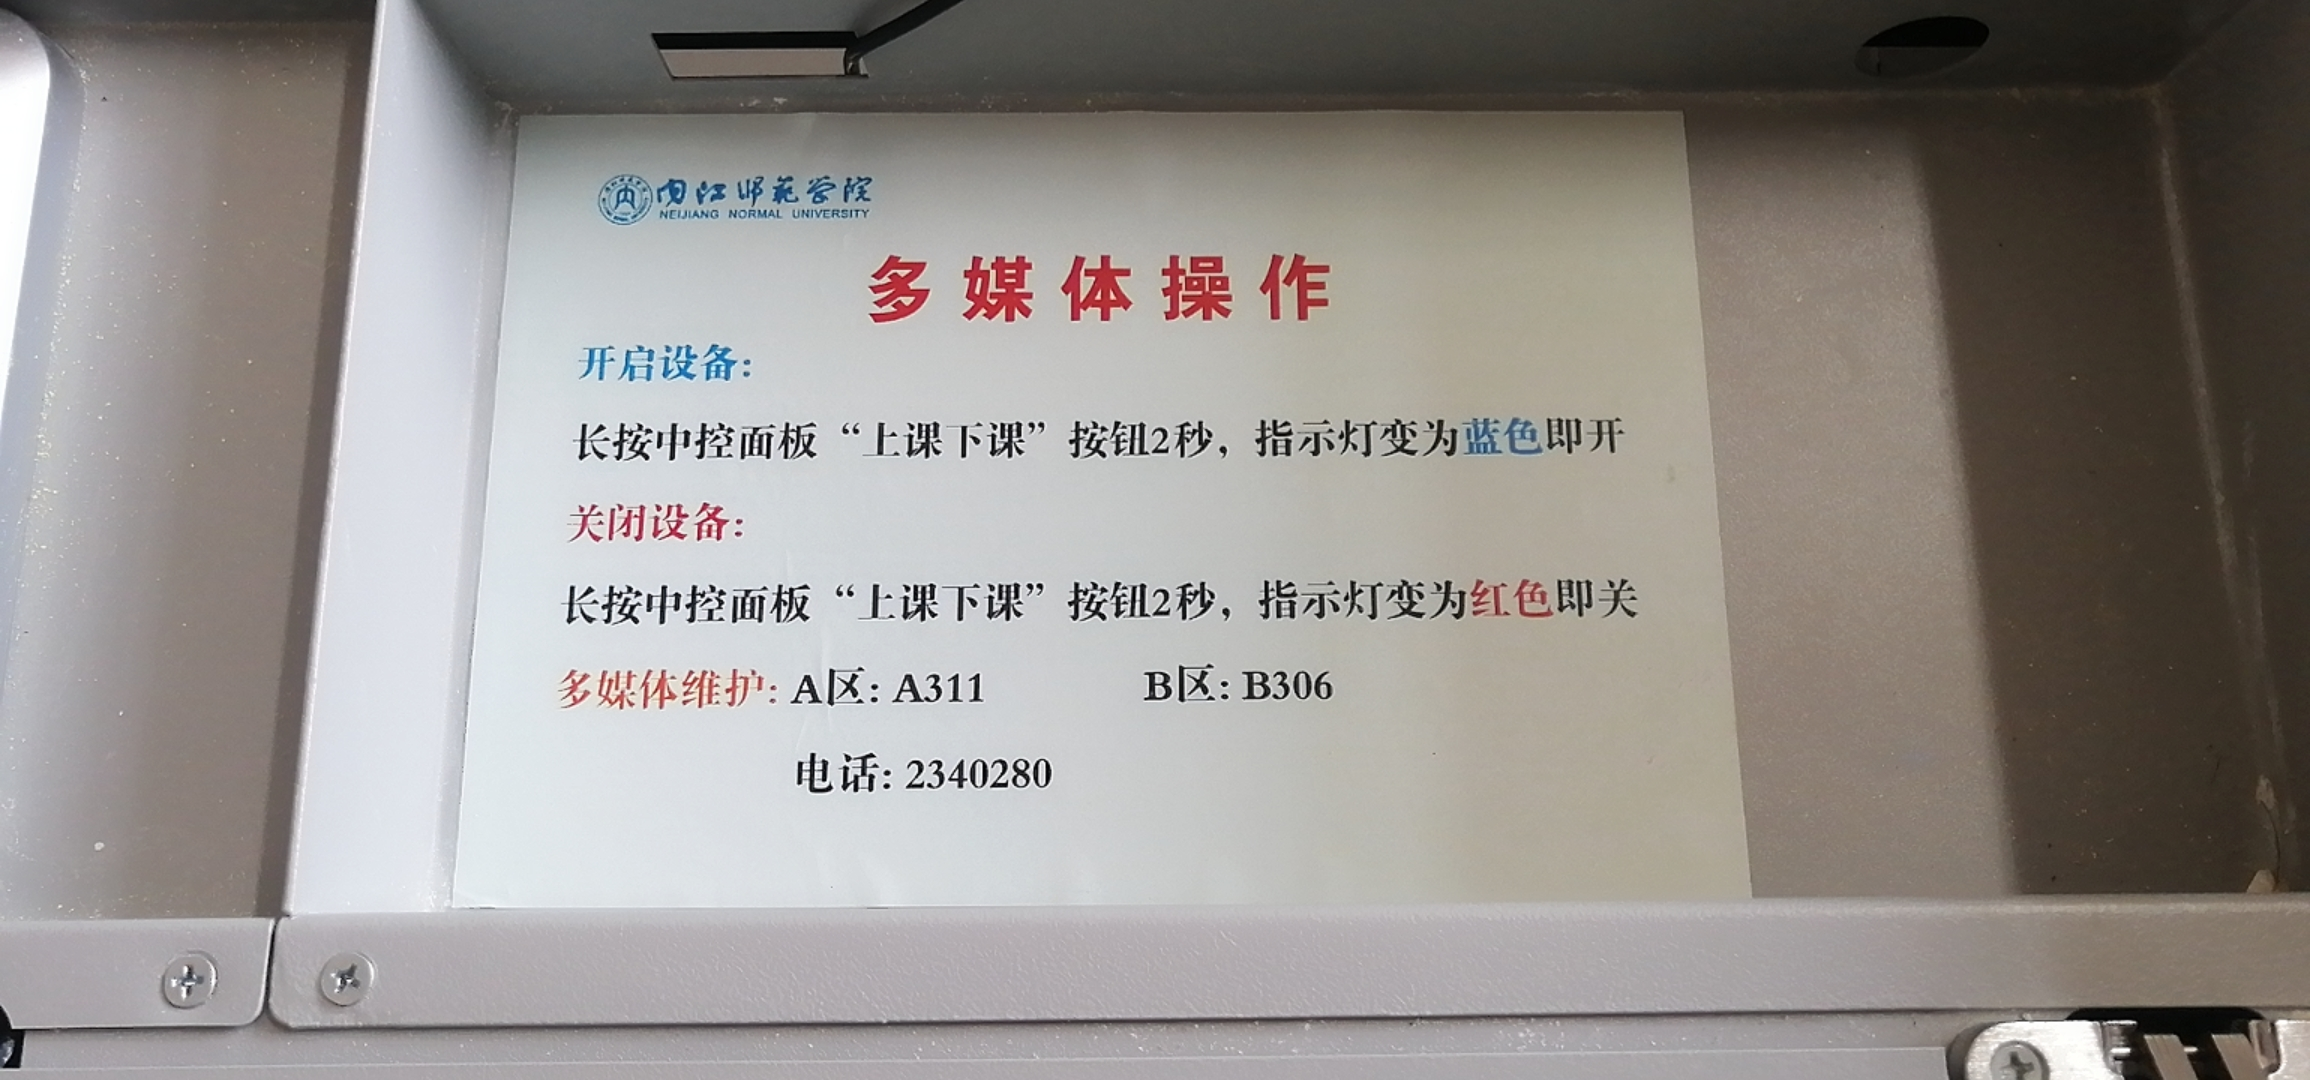 内江师范学院
NEIJIANG NORMAL UNIVERSITY
多媒体操作
开启设备:
长按中控面板“上课下课”按钮2秒，指示灯变为蓝色即开
关闭设备:
长按中控面板“上课下课”按钮2秒，指示灯变为红色即关
多媒体维护: A区: A311 B区: B306
电话: 2340280